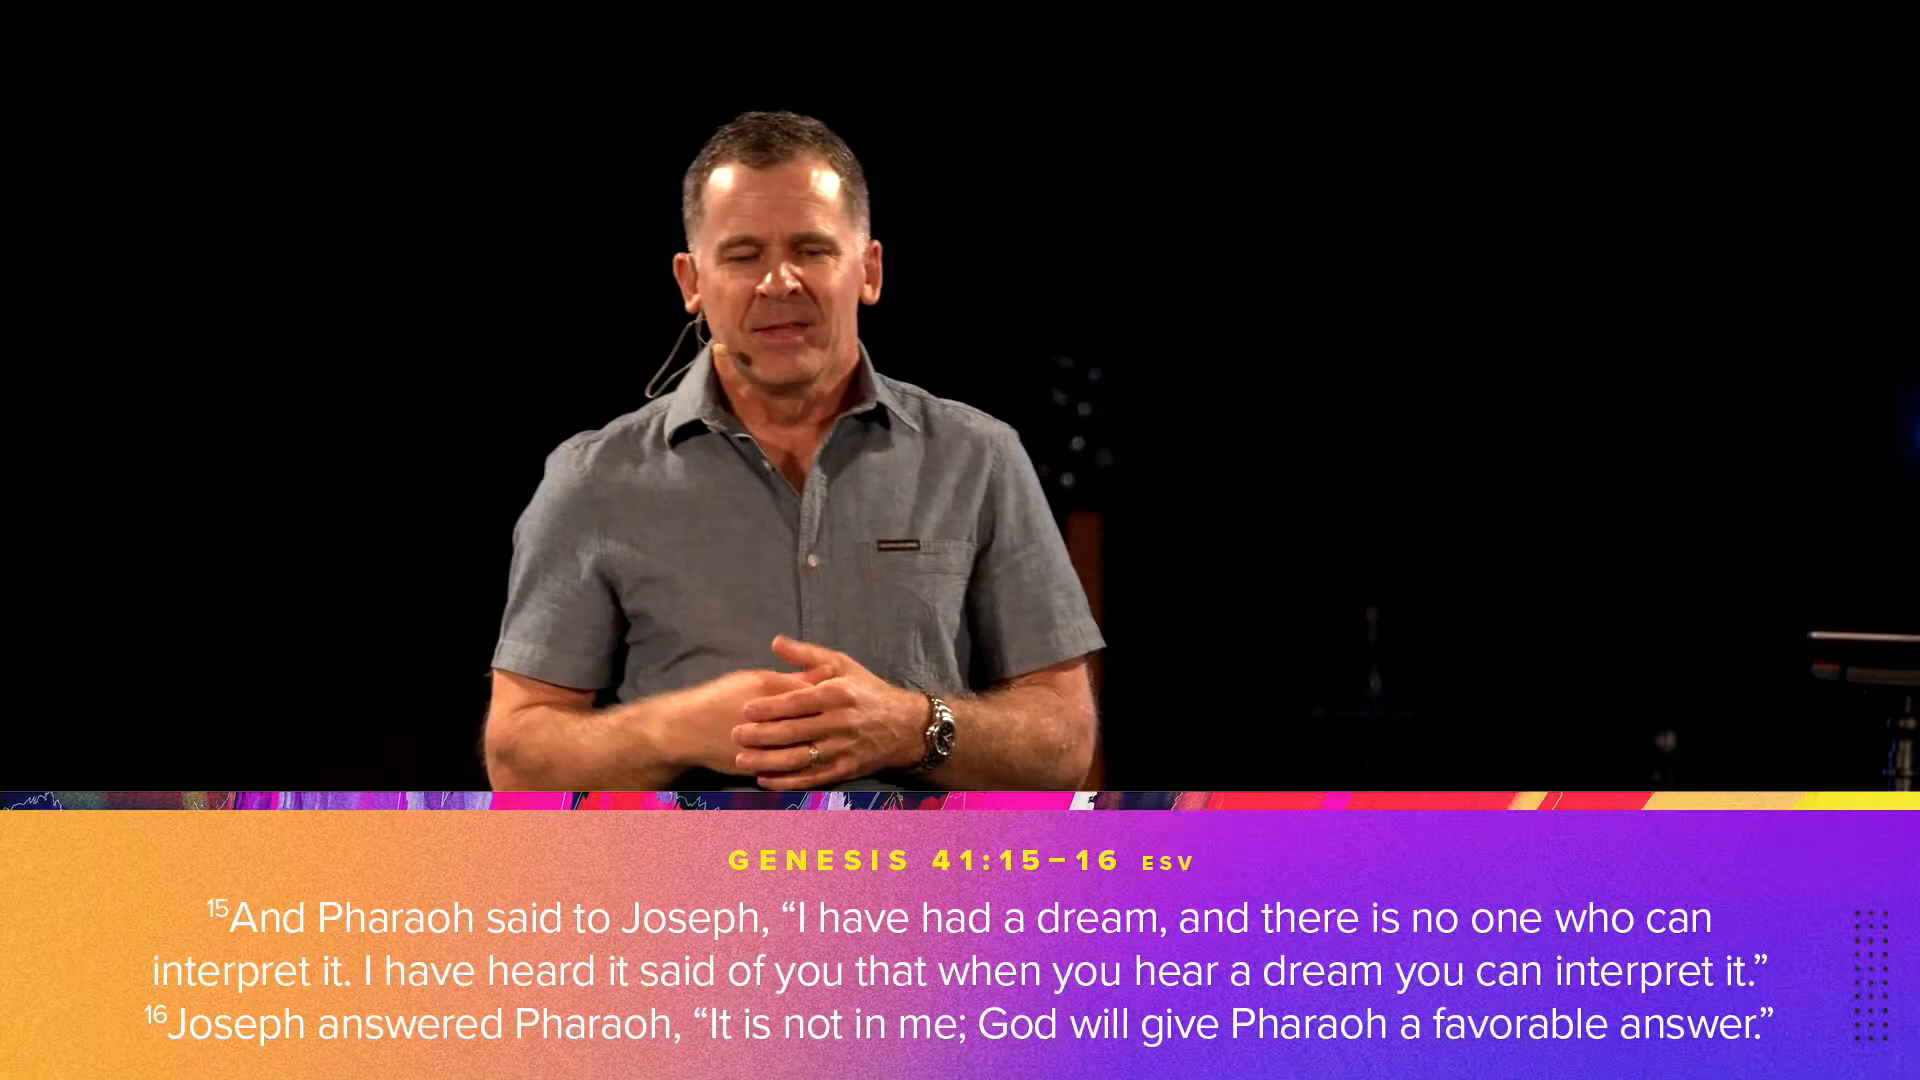 GENESIS 41:15–16 ESV
¹⁵And Pharaoh said to Joseph, “I have had a dream, and there is no one who can
interpret it. I have heard it said of you that when you hear a dream you can interpret it.”
¹⁶Joseph answered Pharaoh, “It is not in me; God will give Pharaoh a favorable answer.”